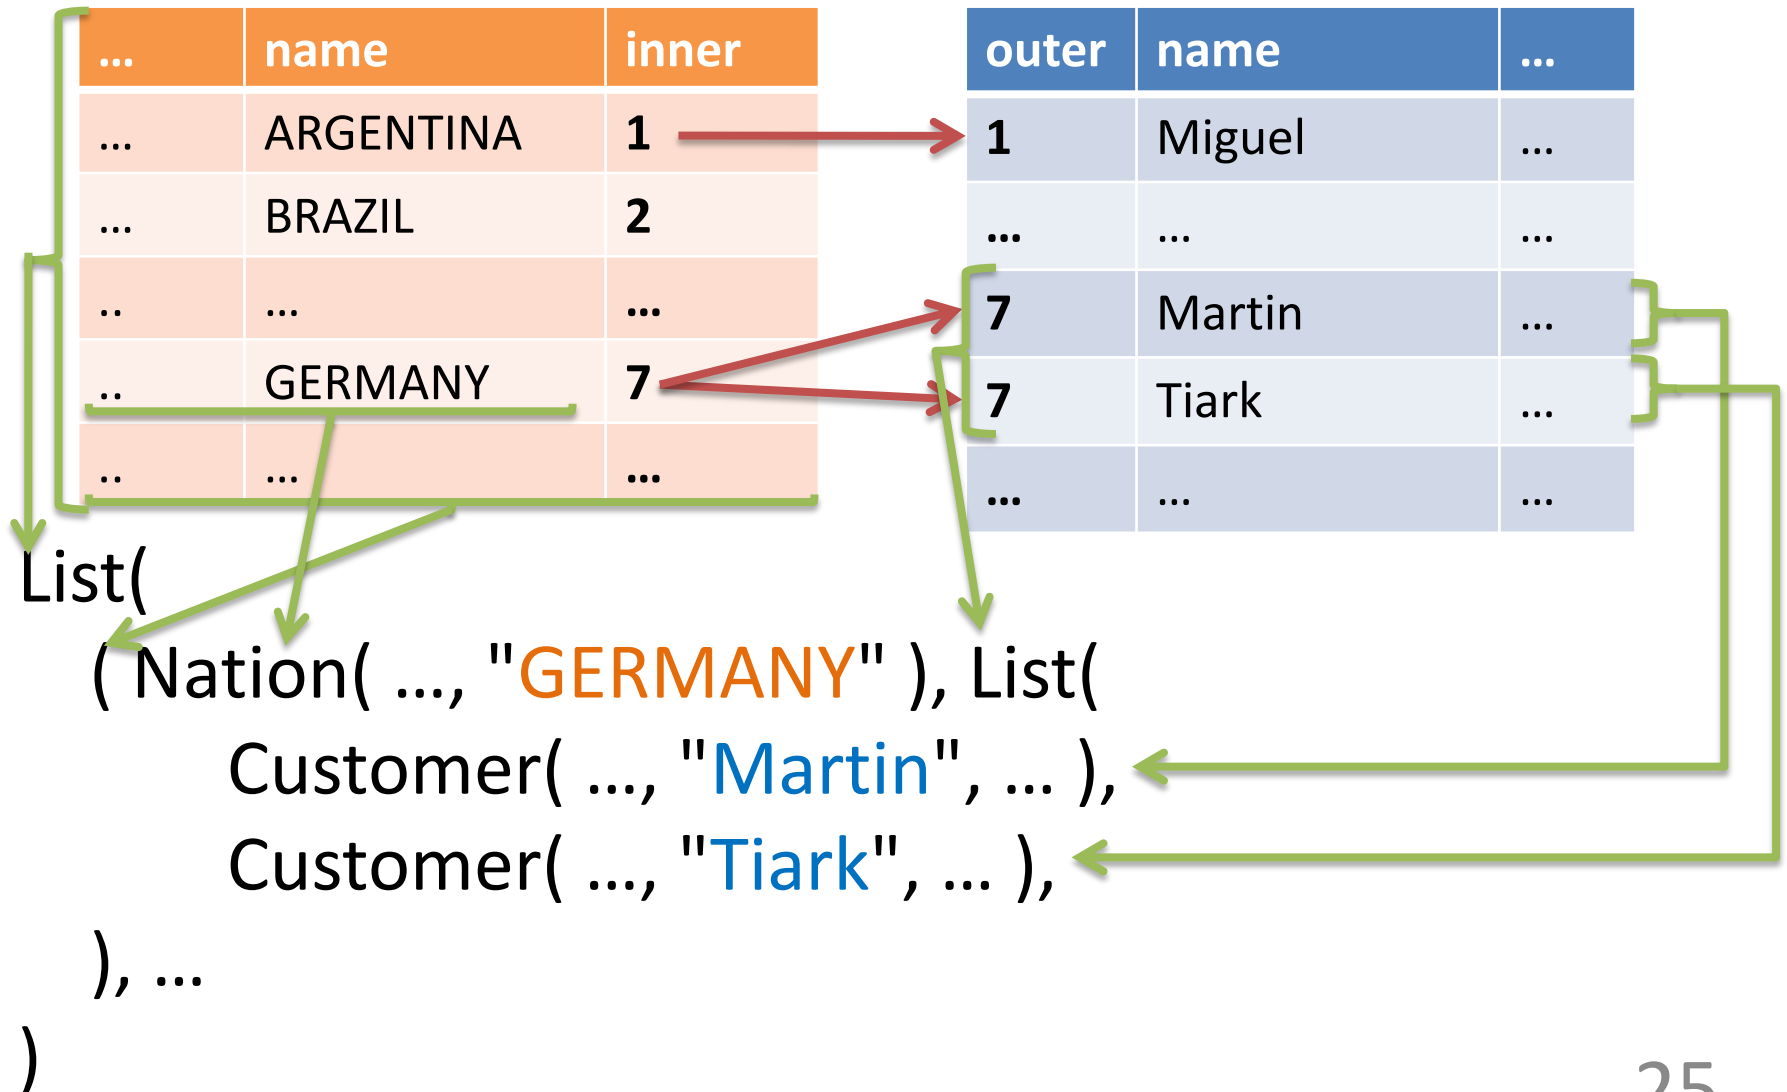 … name inner
… ARGENTINA 1
… BRAZIL 2
.. … …
.. GERMANY 7
.. … …
outer name …
1 Miguel …
… … …
7 Martin …
7 Tiark …
… … …
List(
( Nation( …, "GERMANY" ), List(
Customer( …, "Martin", … ),
Customer( …, "Tiark", … ),
), …
)
25